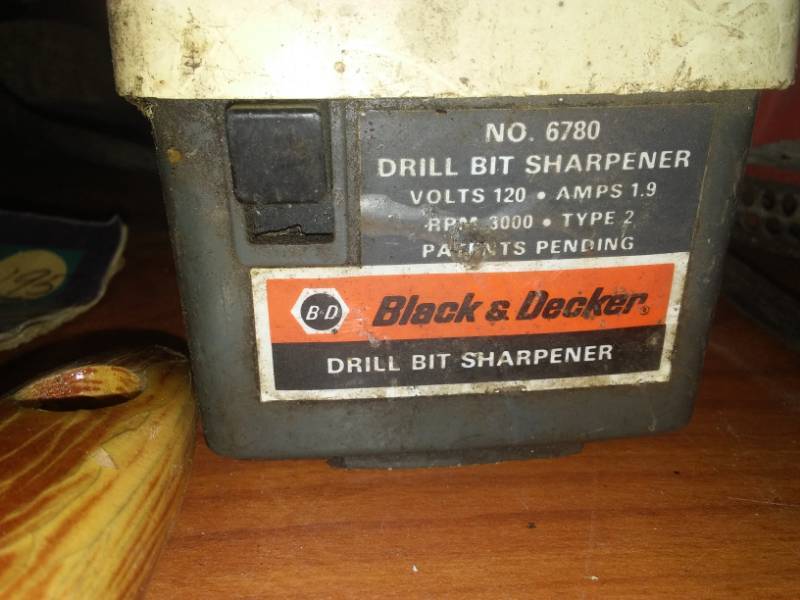 NO. 6780
DRILL BIT SHARPENER
VOLTS 120 • AMPS 1.9
RPM 3000 • TYPE 2
PATENTS PENDING
B&D Black & Decker®
DRILL BIT SHARPENER